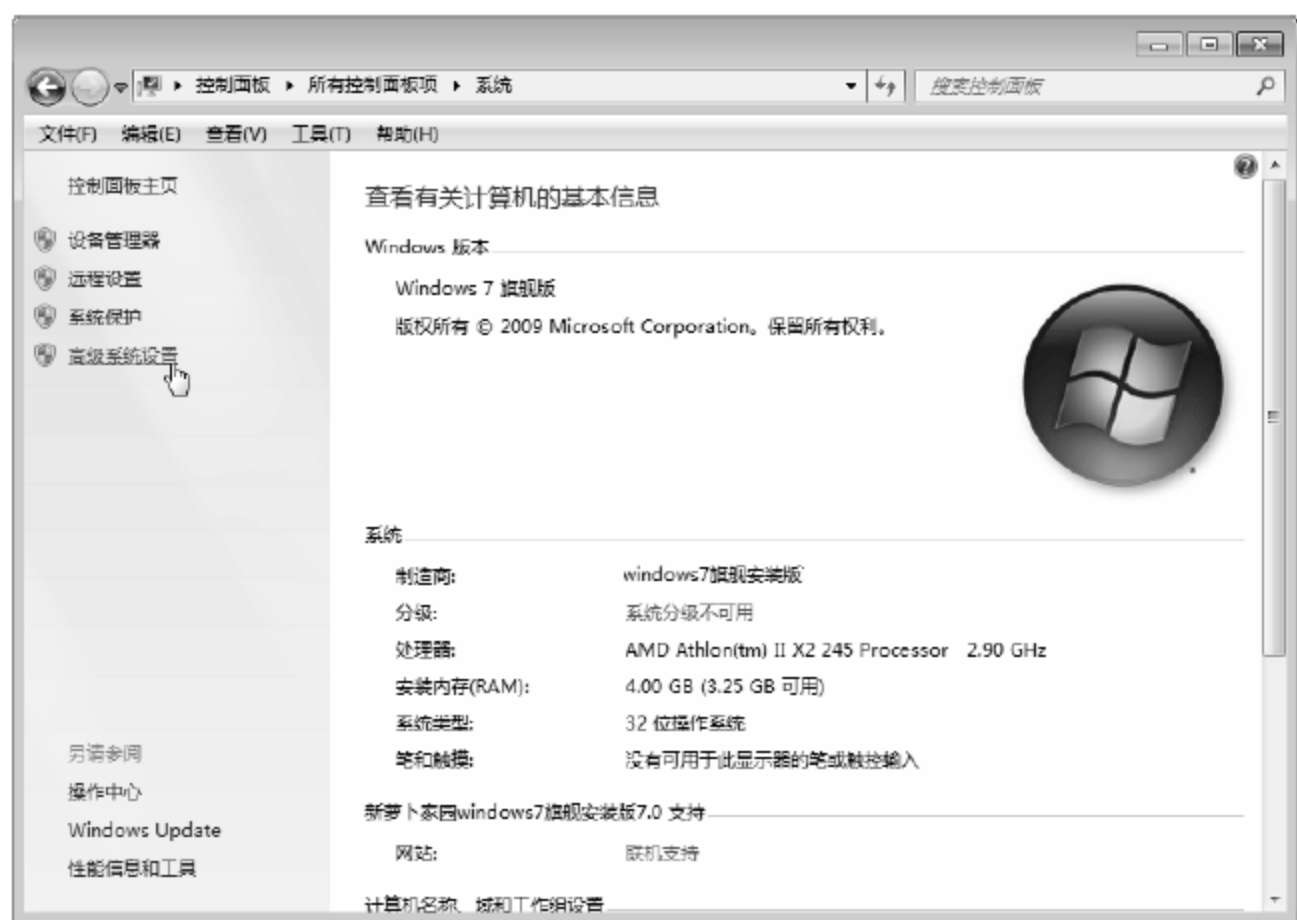 控制面板 ▸ 所有控制面板项 ▸ 系统
搜索控制面板
文件(F) 编辑(E) 查看(V) 工具(T) 帮助(H)
控制面板主页
设备管理器
远程设置
系统保护
高级系统设置
另请参阅
操作中心
Windows Update
性能信息和工具
查看有关计算机的基本信息
Windows 版本
Windows 7 旗舰版
版权所有 © 2009 Microsoft Corporation。保留所有权利。
系统
制造商: windows7旗舰安装版
分级: 系统分级不可用
处理器: AMD Athlon(tm) II X2 245 Processor 2.90 GHz
安装内存(RAM): 4.00 GB (3.25 GB 可用)
系统类型: 32 位操作系统
笔和触摸: 没有可用于此显示器的笔或触控输入
新萝卜家园windows7旗舰安装版7.0 支持
网站: 联机支持
计算机名称、域和工作组设置